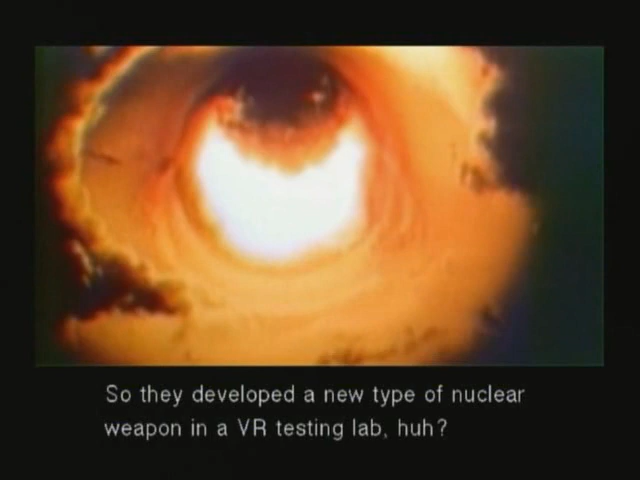 So they developed a new type of nuclear
weapon in a VR testing lab, huh?